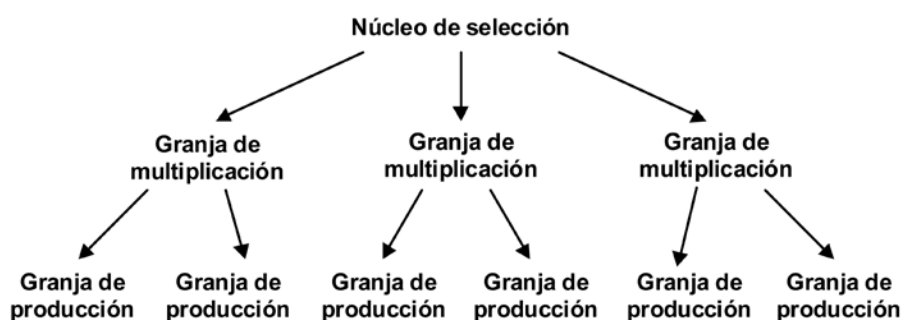 Núcleo de selección
Granja de
multiplicación
Granja de
multiplicación
Granja de
multiplicación
Granja de
producción
Granja de
producción
Granja de
producción
Granja de
producción
Granja de
producción
Granja de
producción